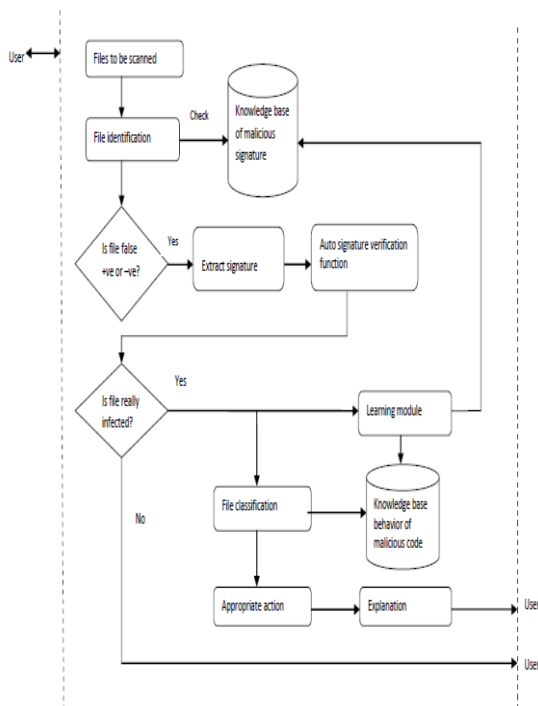 User
Files to be scanned
Check
Knowledge base
of malicious
signature
File identification
Is file false
+ve or –ve?
Yes
Extract signature
Auto signature verification
function
Is file really
infected?
Yes
Learning module
No
File classification
Knowledge base
behavior of
malicious code
Appropriate action
Explanation
User
User